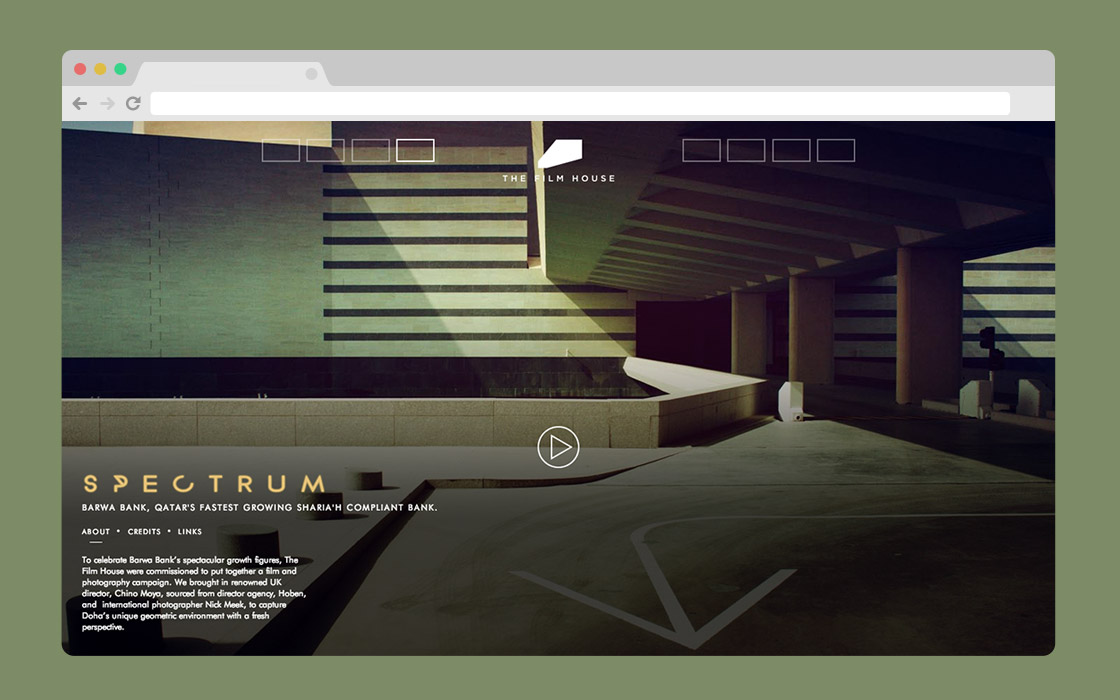 THE FILM HOUSE
SPECTRUM
BARWA BANK, QATAR'S FASTEST GROWING SHARIA'H COMPLIANT BANK.
ABOUT • CREDITS • LINKS
To celebrate Barwa Bank's spectacular growth figures, The
Film House were commissioned to put together a film and
photography campaign. We brought in renowned UK
director, Chino Moya, sourced from director agency, Hoben,
and international photographer Nick Meek, to capture
Doha's unique geometric environment with a fresh
perspective.